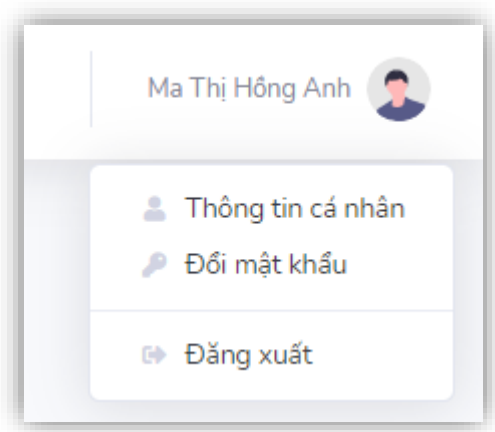 Ma Thị Hồng Anh
Thông tin cá nhân
Đổi mật khẩu
Đăng xuất